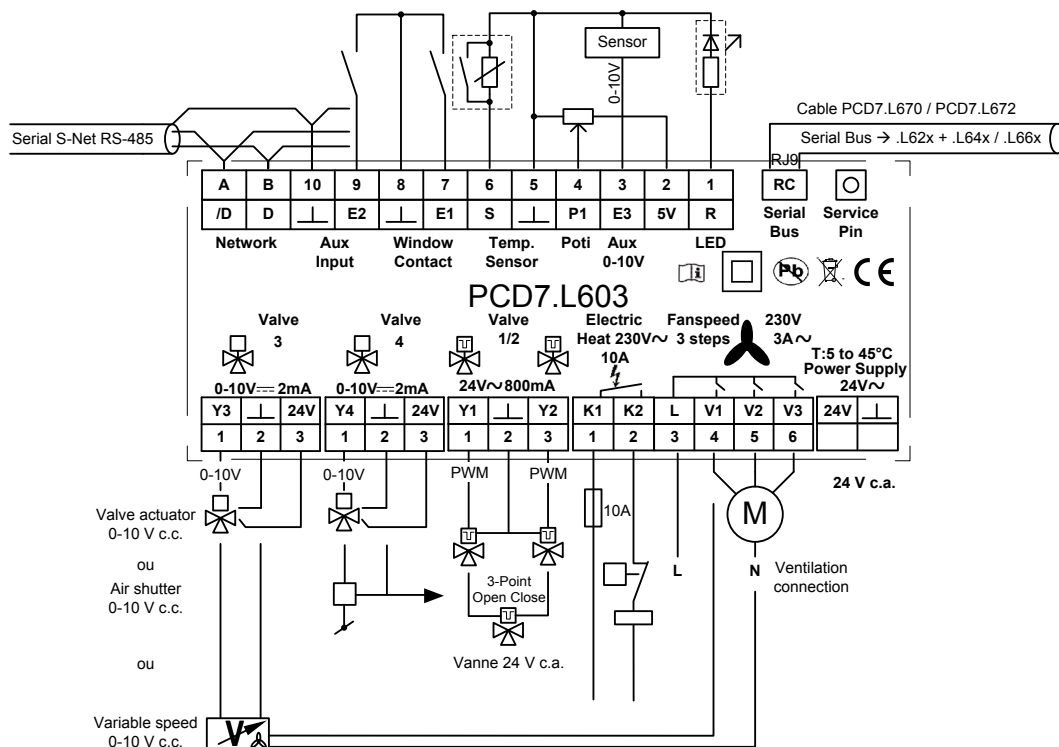 Sensor
0-10V
Cable PCD7.L670 / PCD7.L672
Serial S-Net RS-485
Serial Bus → .L62x + .L64x / .L66x
RJ9
A B 10 9 8 7 6 5 4 3 2 1 RC
/D D ⊥ E2 ⊥ E1 S ⊥ P1 E3 5V R
Network
Aux Input
Window Contact
Temp. Sensor
Poti
Aux 0-10V
LED
Serial Bus
Service Pin
i
Pb
CE
PCD7.L603
Valve 3
Valve 4
Valve 1/2
Electric Heat 230V~ 10A
Fanspeed 3 steps
230V 3A~
T:5 to 45°C
Power Supply
24V~
0-10V⎓2mA
0-10V⎓2mA
24V~800mA
Y3 ⊥ 24V
Y4 ⊥ 24V
Y1 ⊥ Y2
K1 K2 L V1 V2 V3
24V ⊥
1 2 3
1 2 3
1 2 3
1 2 3 4 5 6
0-10V
0-10V
PWM
PWM
24 V c.a.
10A
M
Valve actuator
0-10 V c.c.
ou
Air shutter
0-10 V c.c.
ou
Variable speed
0-10 V c.c.
3-Point
Open Close
Vanne 24 V c.a.
L
N
Ventilation
connection
V